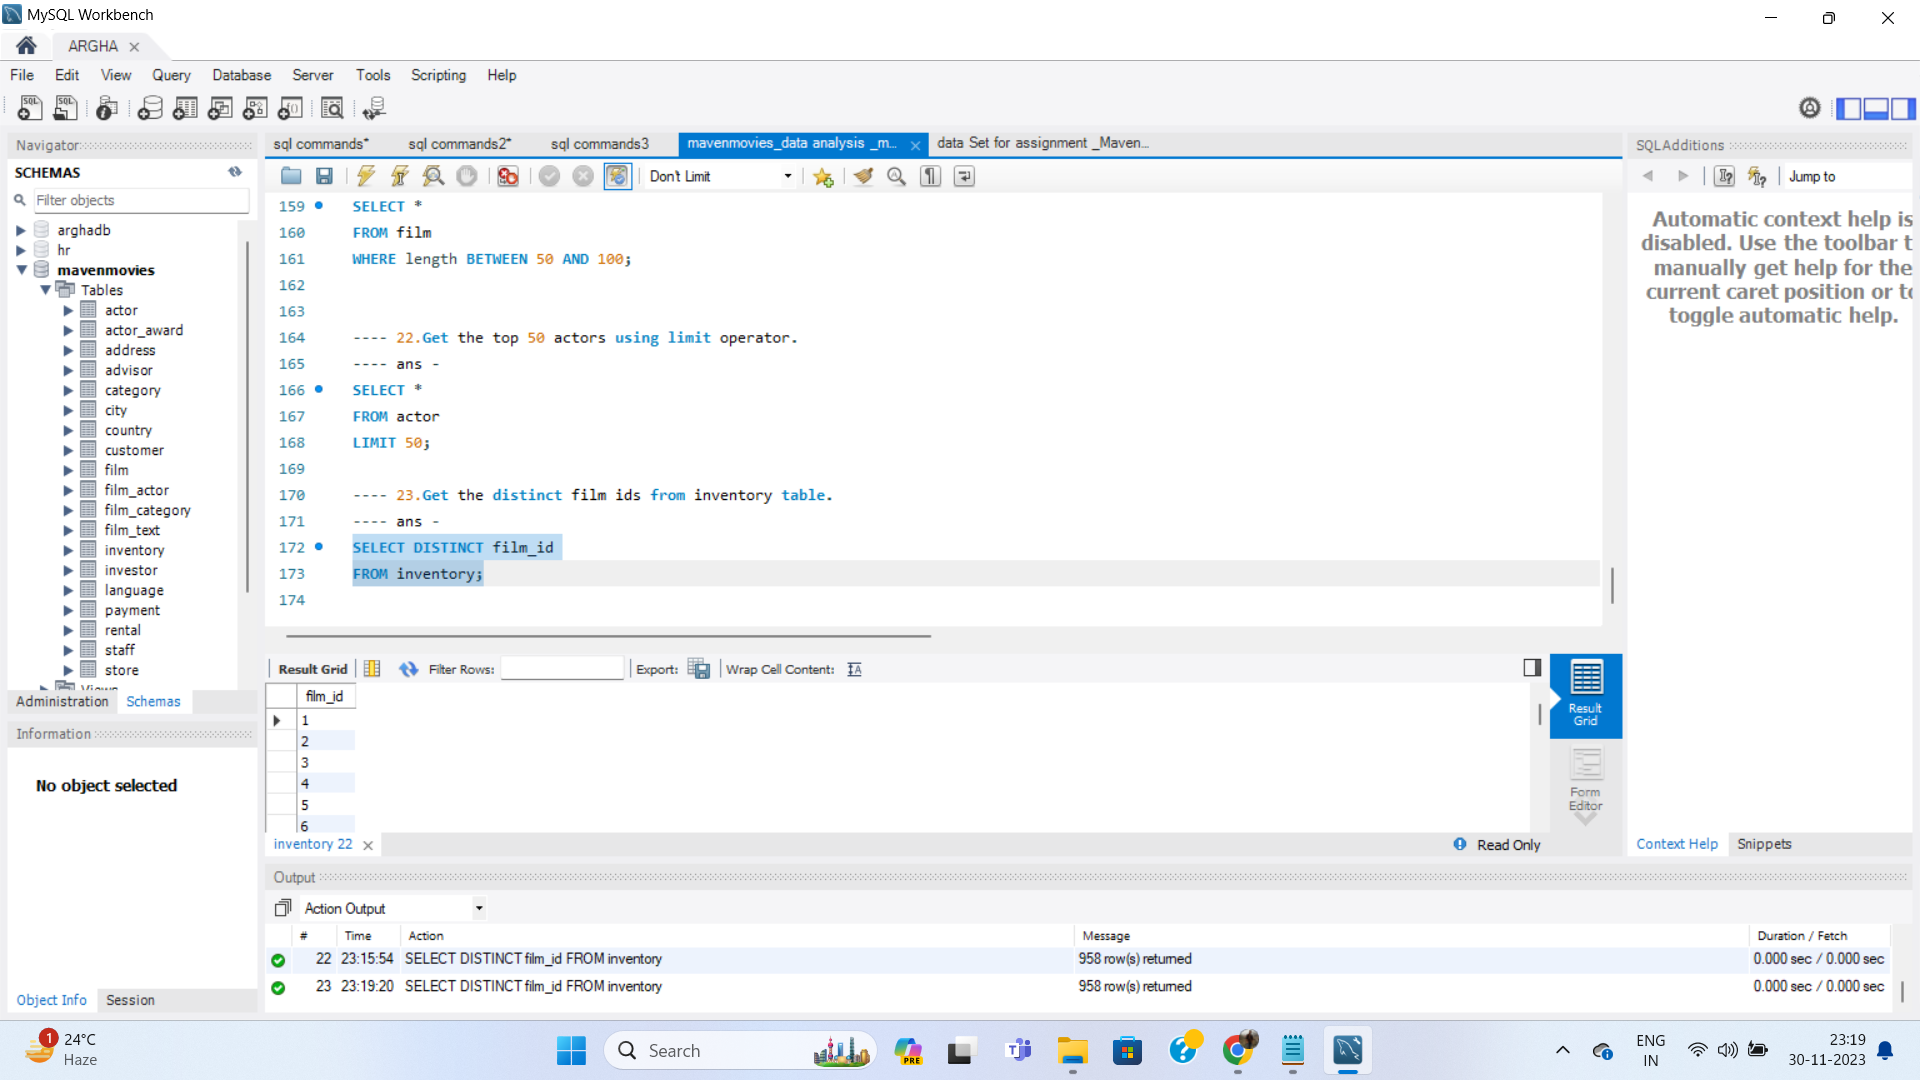 MySQL Workbench
ARGHA
File Edit View Query Database Server Tools Scripting Help
Navigator
SCHEMAS
Filter objects
arghadb
hr
mavenmovies
Tables
actor
actor_award
address
advisor
category
city
country
customer
film
film_actor
film_category
film_text
inventory
investor
language
payment
rental
staff
store
Views
Administration Schemas
Information
No object selected
Object Info Session
sql commands* sql commands2* sql commands3 mavenmovies_data analysis _m... data Set for assignment _Maven...
Don't Limit
159 SELECT *
160 FROM film
161 WHERE length BETWEEN 50 AND 100;
162
163
164 ---- 22.Get the top 50 actors using limit operator.
165 ---- ans -
166 SELECT *
167 FROM actor
168 LIMIT 50;
169
170 ---- 23.Get the distinct film ids from inventory table.
171 ---- ans -
172 SELECT DISTINCT film_id
173 FROM inventory;
174
Result Grid Filter Rows: Export: Wrap Cell Content:
film_id
1
2
3
4
5
6
Result
Grid
Form
Editor
inventory 22 Read Only
SQLAdditions
Jump to
Automatic context help is
disabled. Use the toolbar t
manually get help for the
current caret position or to
toggle automatic help.
Context Help Snippets
Output
Action Output
# Time Action Message Duration / Fetch
22 23:15:54 SELECT DISTINCT film_id FROM inventory 958 row(s) returned 0.000 sec / 0.000 sec
23 23:19:20 SELECT DISTINCT film_id FROM inventory 958 row(s) returned 0.000 sec / 0.000 sec
1
24°C
Haze
Search
PRE
ENG
IN
23:19
30-11-2023